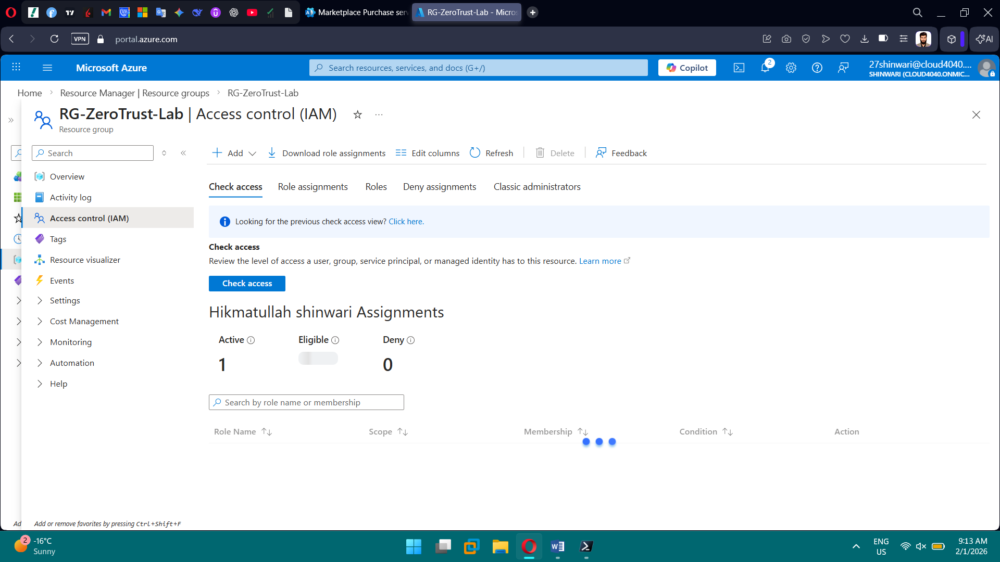 Marketplace Purchase serv
RG-ZeroTrust-Lab - Micros
VPN
portal.azure.com
AI
Microsoft Azure
Search resources, services, and docs (G+/)
Copilot
2
27shinwari@cloud4040....
SHINWARI (CLOUD4040.ONMIC...
Home
Resource Manager | Resource groups
RG-ZeroTrust-Lab
RG-ZeroTrust-Lab | Access control (IAM)
Resource group
Search
Add
Download role assignments
Edit columns
Refresh
Delete
Feedback
Overview
Activity log
Access control (IAM)
Tags
Resource visualizer
Events
Settings
Cost Management
Monitoring
Automation
Help
Check access
Role assignments
Roles
Deny assignments
Classic administrators
Looking for the previous check access view? Click here.
Check access
Review the level of access a user, group, service principal, or managed identity has to this resource. Learn more
Check access
Hikmatullah shinwari Assignments
Active
Eligible
Deny
1
0
Search by role name or membership
Role Name
Scope
Membership
Condition
Action
Ad
Add or remove favorites by pressing Ctrl+Shift+F
2
-16°C
Sunny
ENG
US
9:13 AM
2/1/2026